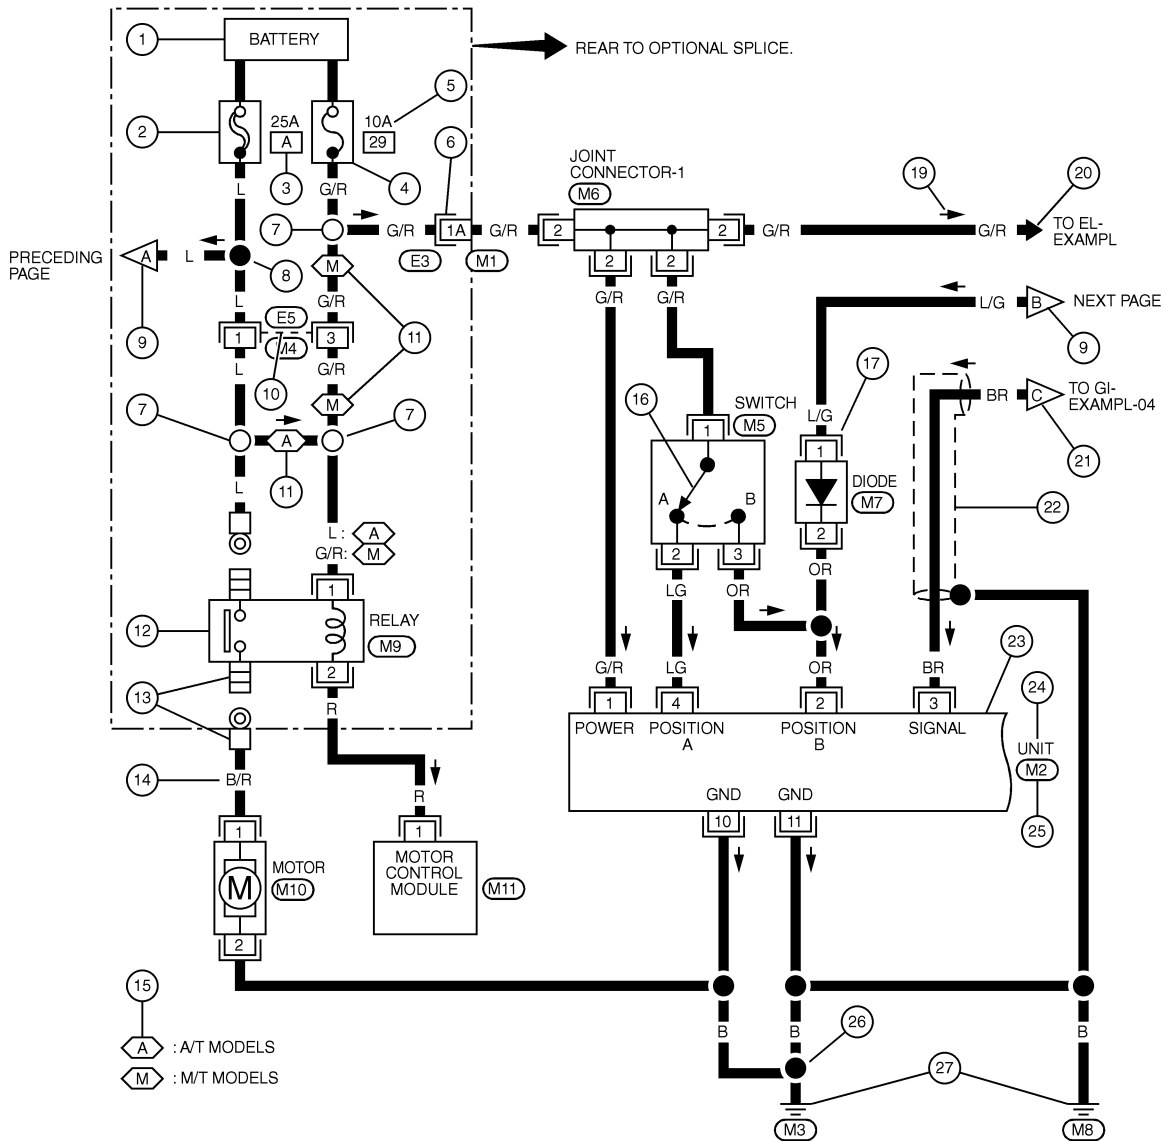 1
BATTERY
REAR TO OPTIONAL SPLICE.
5
2
25A
A
10A
29
6
3
4
JOINT
CONNECTOR-1
M6
19
20
L
G/R
7
G/R
1A
G/R
2
2
G/R
G/R
TO EL-
EXAMPL
E3
M1
PRECEDING
PAGE
A
L
8
M
2
2
L
G/R
G/R
G/R
L/G
B
NEXT PAGE
9
E5
1
3
M4
11
9
L
G/R
10
17
16
SWITCH
M5
1
BR
C
TO GI-
EXAMPL-04
M
7
7
A
L/G
1
21
11
L
A
B
DIODE
M7
22
L :
A
G/R:
M
2
3
2
LG
OR
OR
1
12
RELAY
M9
2
13
R
G/R
LG
OR
BR
23
1
4
2
3
24
POWER
POSITION
A
POSITION
B
SIGNAL
UNIT
M2
14
B/R
R
GND
GND
10
11
25
1
1
M
MOTOR
M10
MOTOR
CONTROL
MODULE
M11
2
15
A
: A/T MODELS
M
: M/T MODELS
B
B
26
B
27
M3
M8